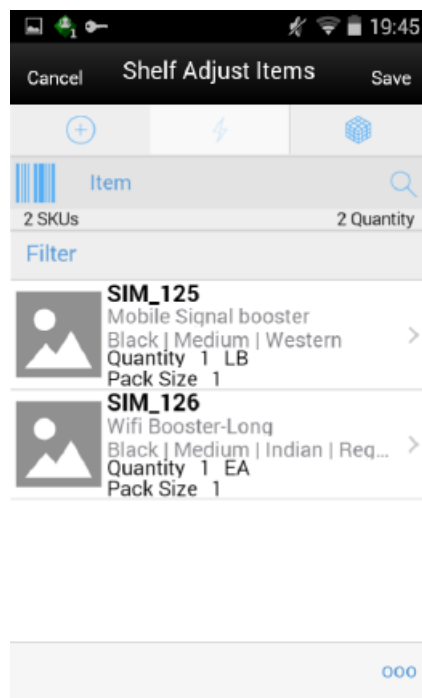 1 19:45
Cancel Shelf Adjust Items Save
Item
2 SKUs 2 Quantity
Filter
SIM_125
Mobile Signal booster
Black | Medium | Western
Quantity 1 LB
Pack Size 1
SIM_126
Wifi Booster-Long
Black | Medium | Indian | Reg...
Quantity 1 EA
Pack Size 1